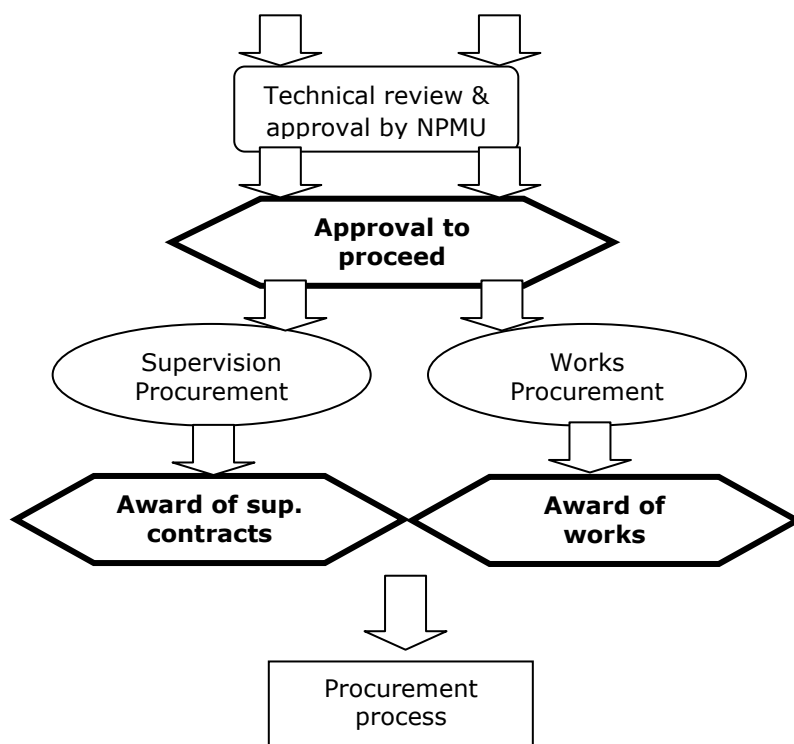 Technical review &
approval by NPMU
Approval to
proceed
Supervision
Procurement
Works
Procurement
Award of sup.
contracts
Award of
works
Procurement
process